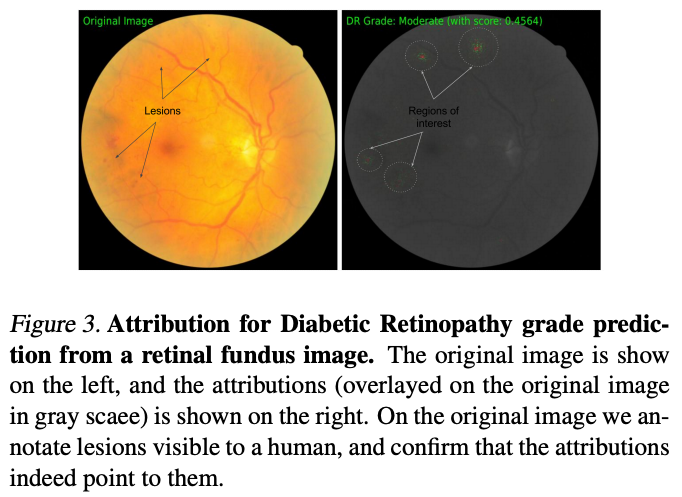 Original Image
DR Grade: Moderate (with score: 0.4564)
Lesions
Regions of
interest
Figure 3. Attribution for Diabetic Retinopathy grade predic-
tion from a retinal fundus image. The original image is show
on the left, and the attributions (overlayed on the original image
in gray scaee) is shown on the right. On the original image we an-
notate lesions visible to a human, and confirm that the attributions
indeed point to them.